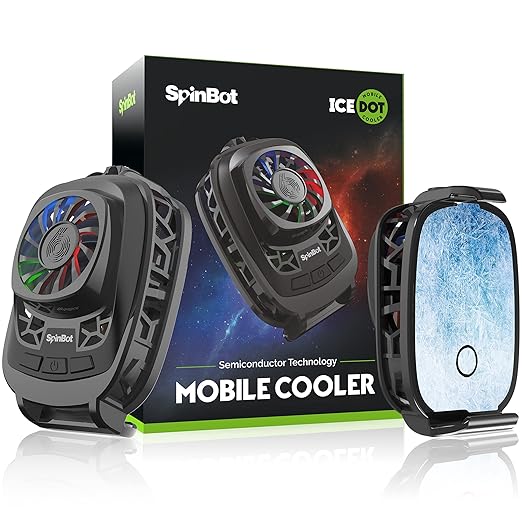 SpinBot
ICE DOT
MOBILE
COOLER
SpinBot
SpinBot
Semiconductor Technology
MOBILE COOLER